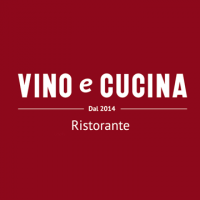 VINO e CUCINA
Dal 2014
Ristorante